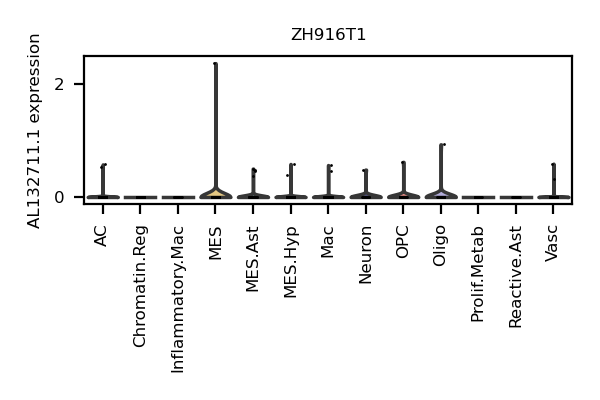 ZH916T1
AL132711.1 expression
2
0
AC
Chromatin.Reg
Inflammatory.Mac
MES
MES.Ast
MES.Hyp
Mac
Neuron
OPC
Oligo
Prolif.Metab
Reactive.Ast
Vasc